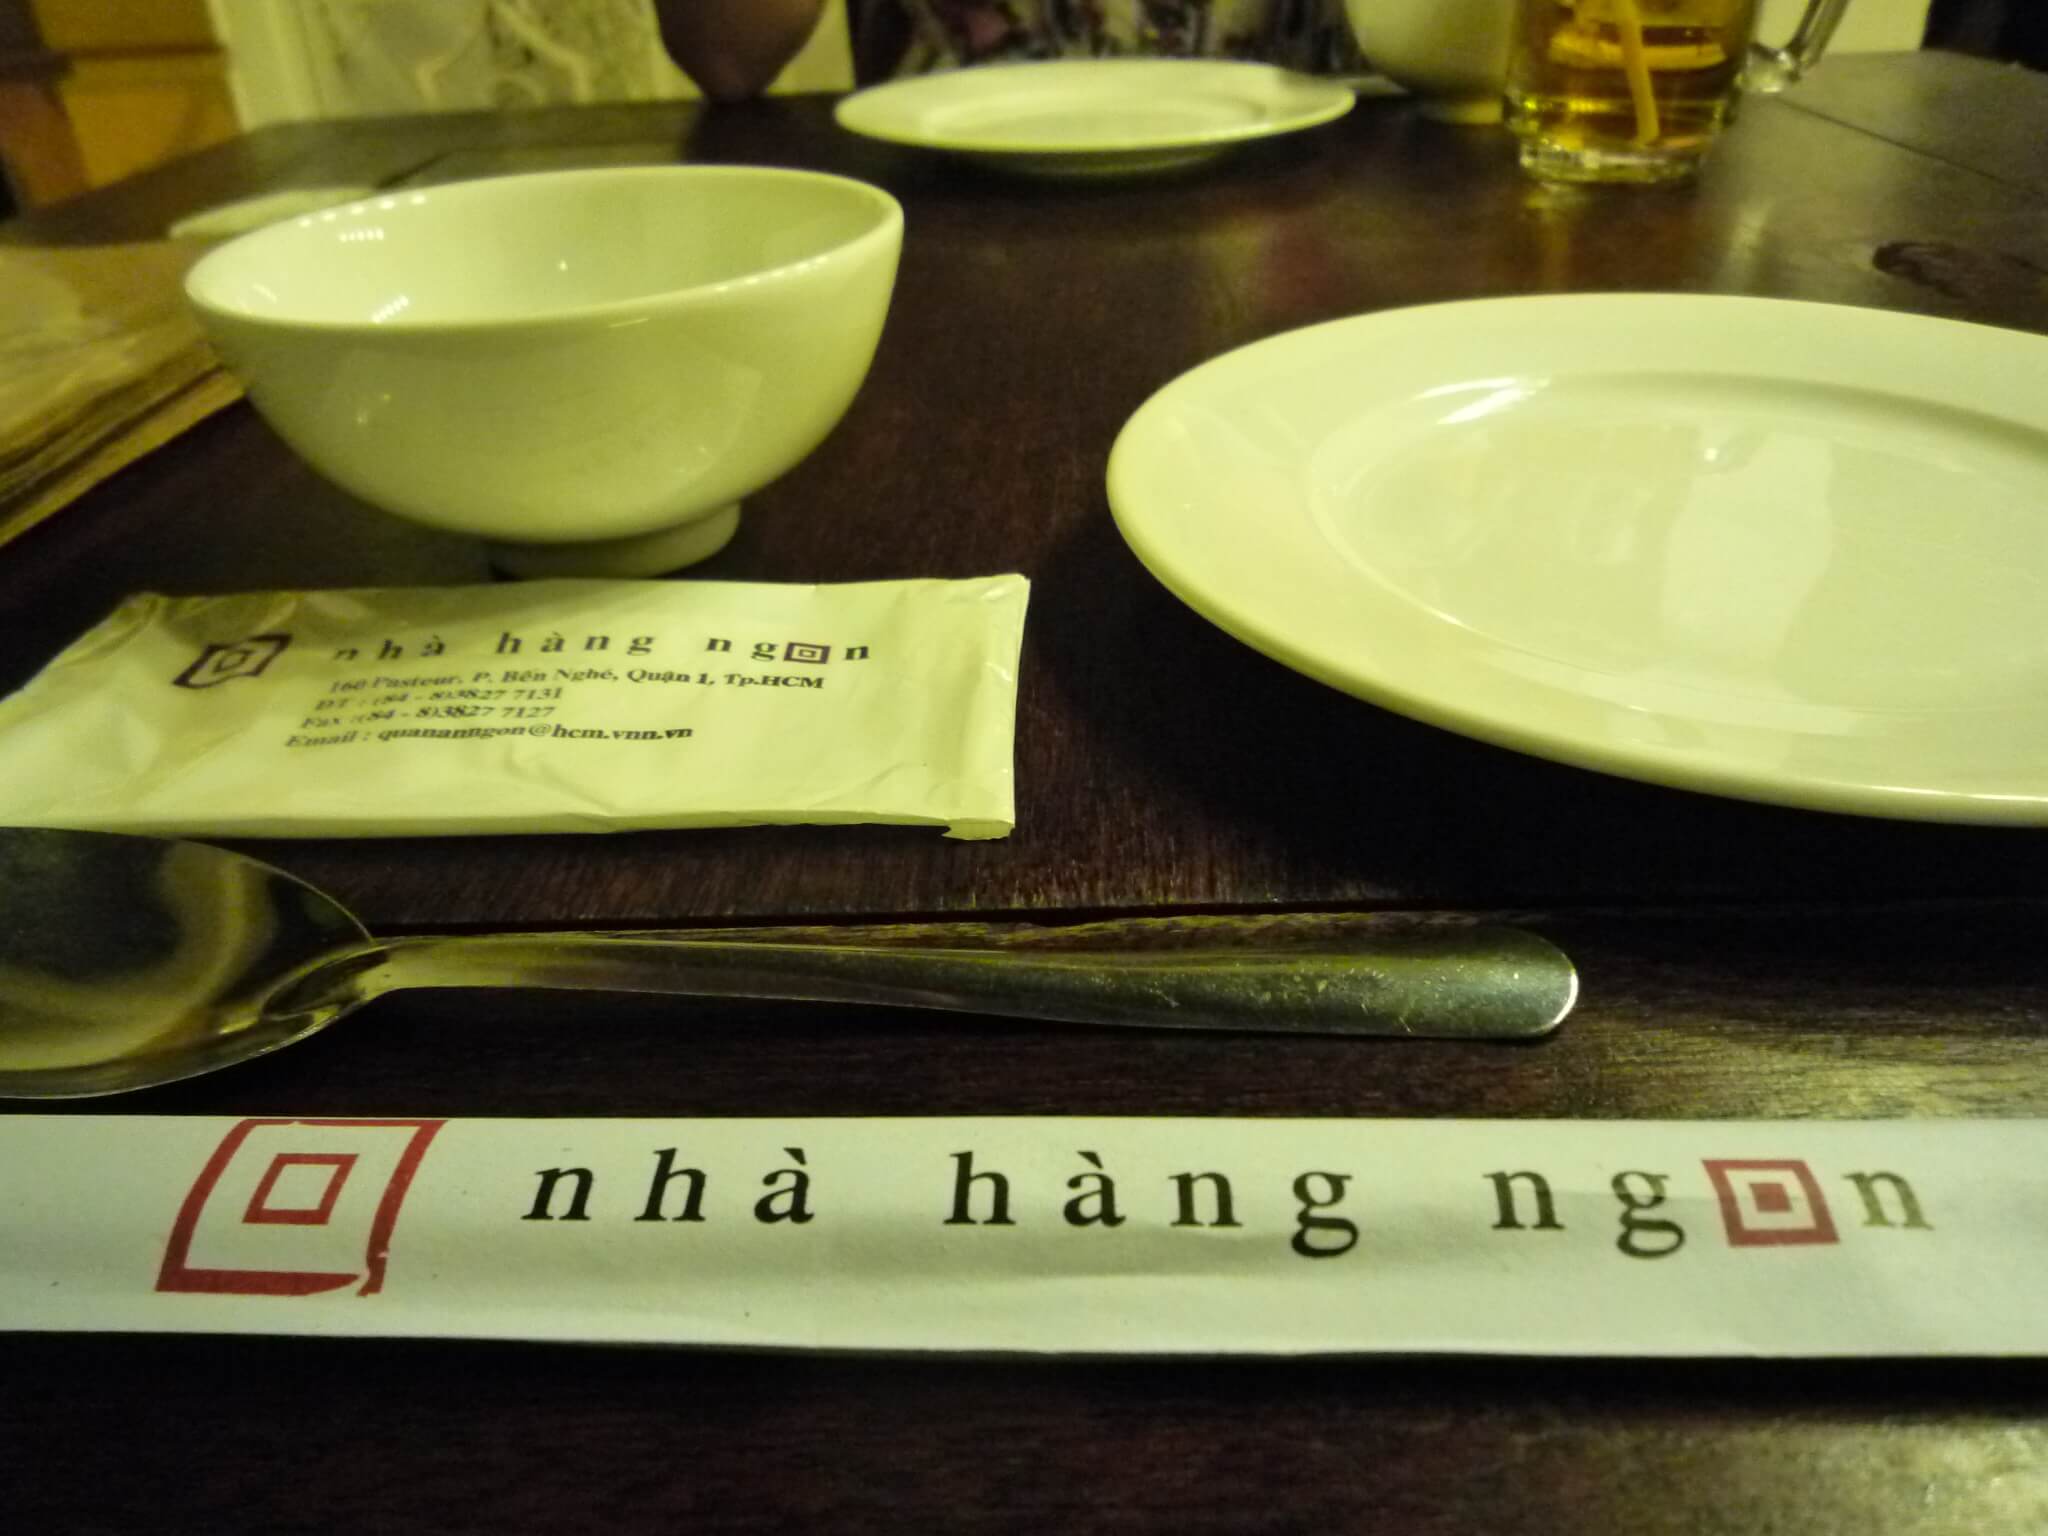 nhà hàng ngon
160 Pasteur, P. Bến Nghé, Quận 1, Tp.HCM
ĐT : (84 - 8)3827 7131
Fax : (84 - 8)3827 7127
Email : quananngon@hcm.vnn.vn
nhà hàng ngon